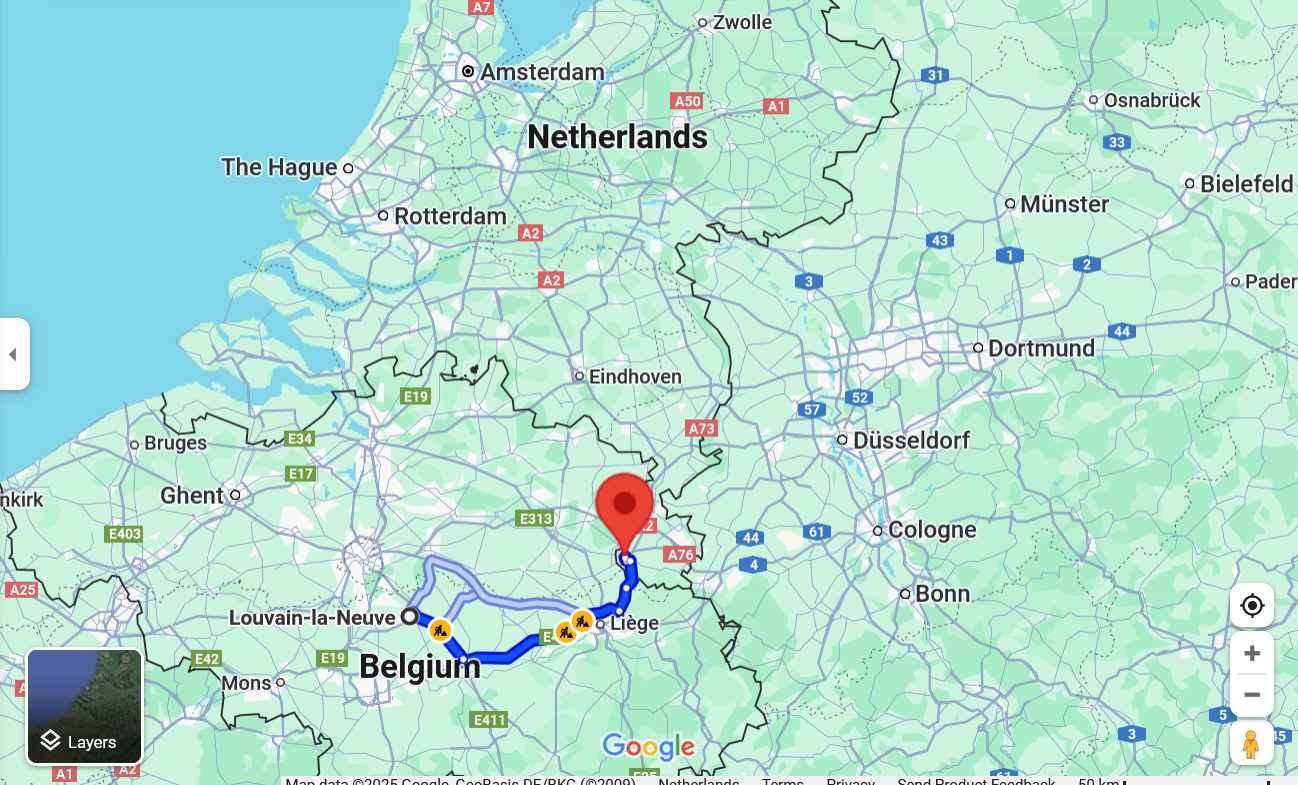 A7
Zwolle
Amsterdam
31
A50
A1
Osnabrück
Netherlands
33
The Hague
Bielefeld
Münster
Rotterdam
A2
43
1
2
A2
3
Pader
44
Dortmund
Eindhoven
E19
52
57
A73
E34
Bruges
Düsseldorf
E17
Ghent
nkirk
E313
E403
44
61
Cologne
A76
4
A25
Bonn
Louvain-la-Neuve
Liège
E42
E19
Belgium
Mons
E411
5
3
45
Layers
Google
A1
A2
Map data ©2025 Google, GeoBasis-DE/BKG (©2009)
Netherlands
Terms
Privacy
Send Product Feedback
50 km